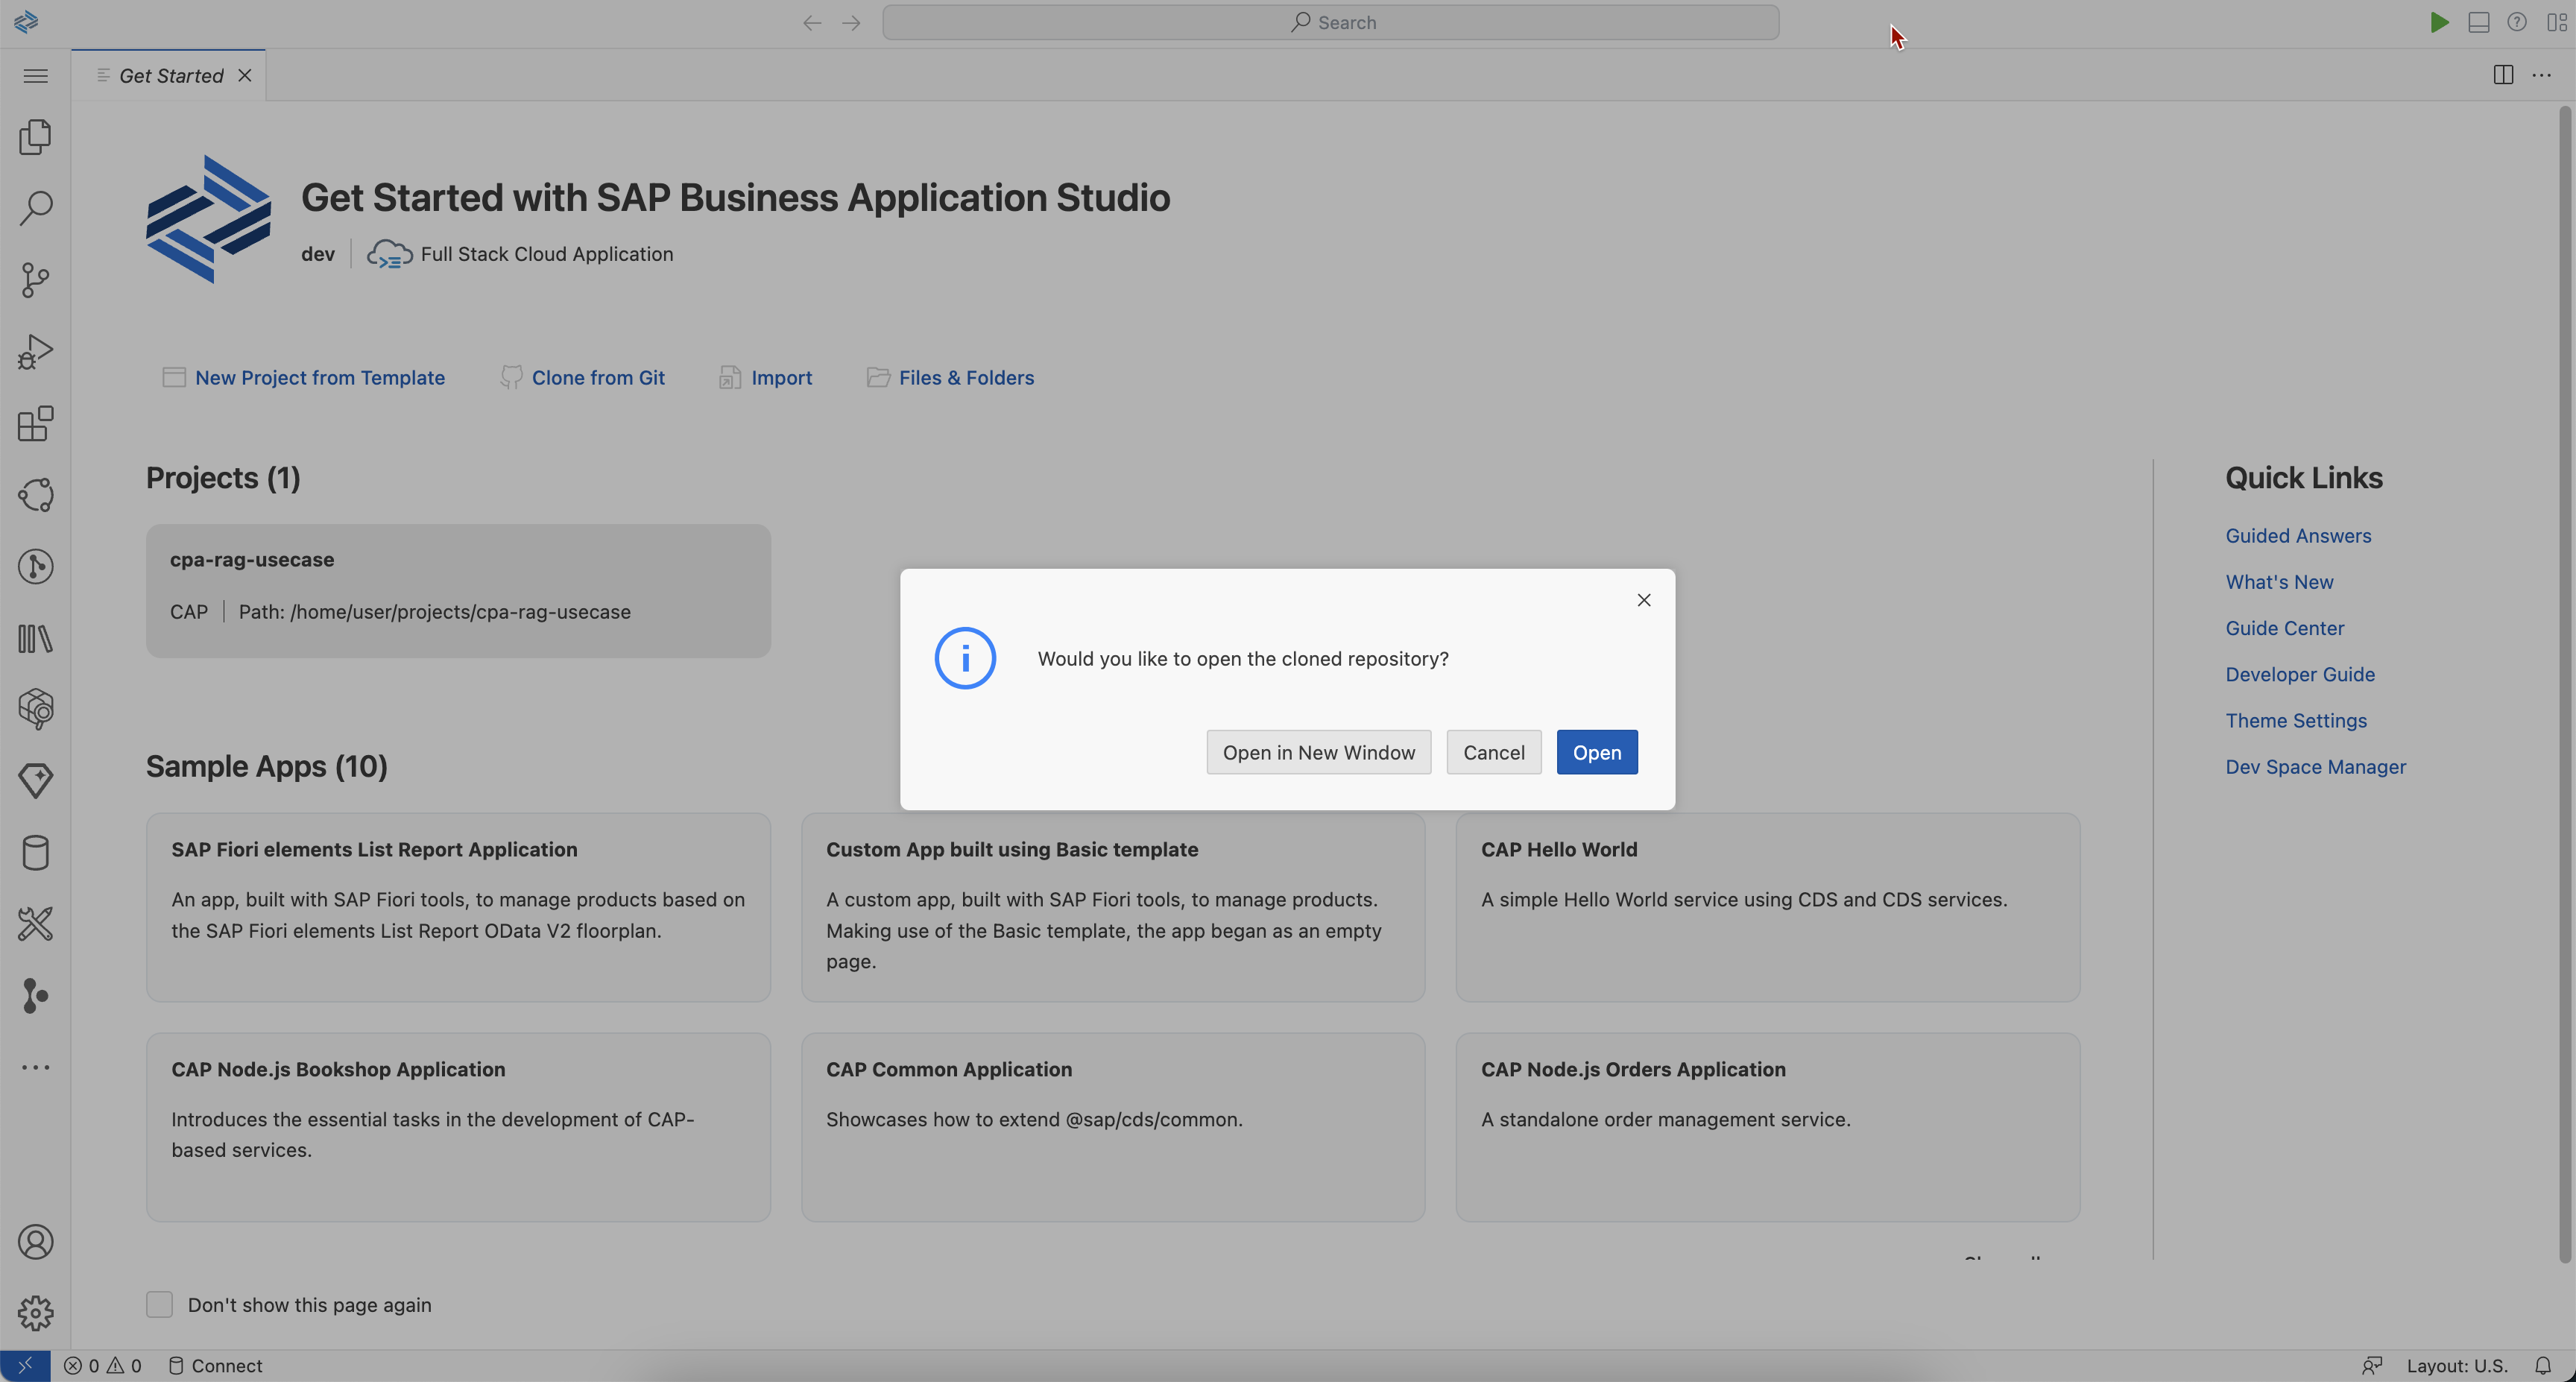 Search
Get Started
Get Started with SAP Business Application Studio
dev
Full Stack Cloud Application
New Project from Template
Clone from Git
Import
Files & Folders
Projects (1)
cpa-rag-usecase
CAP
Path: /home/user/projects/cpa-rag-usecase
Would you like to open the cloned repository?
Open in New Window
Cancel
Open
Sample Apps (10)
SAP Fiori elements List Report Application
An app, built with SAP Fiori tools, to manage products based on
the SAP Fiori elements List Report OData V2 floorplan.
Custom App built using Basic template
A custom app, built with SAP Fiori tools, to manage products.
Making use of the Basic template, the app began as an empty
page.
CAP Hello World
A simple Hello World service using CDS and CDS services.
CAP Node.js Bookshop Application
Introduces the essential tasks in the development of CAP-
based services.
CAP Common Application
Showcases how to extend @sap/cds/common.
CAP Node.js Orders Application
A standalone order management service.
Quick Links
Guided Answers
What's New
Guide Center
Developer Guide
Theme Settings
Dev Space Manager
Don't show this page again
0
0
Connect
Layout: U.S.